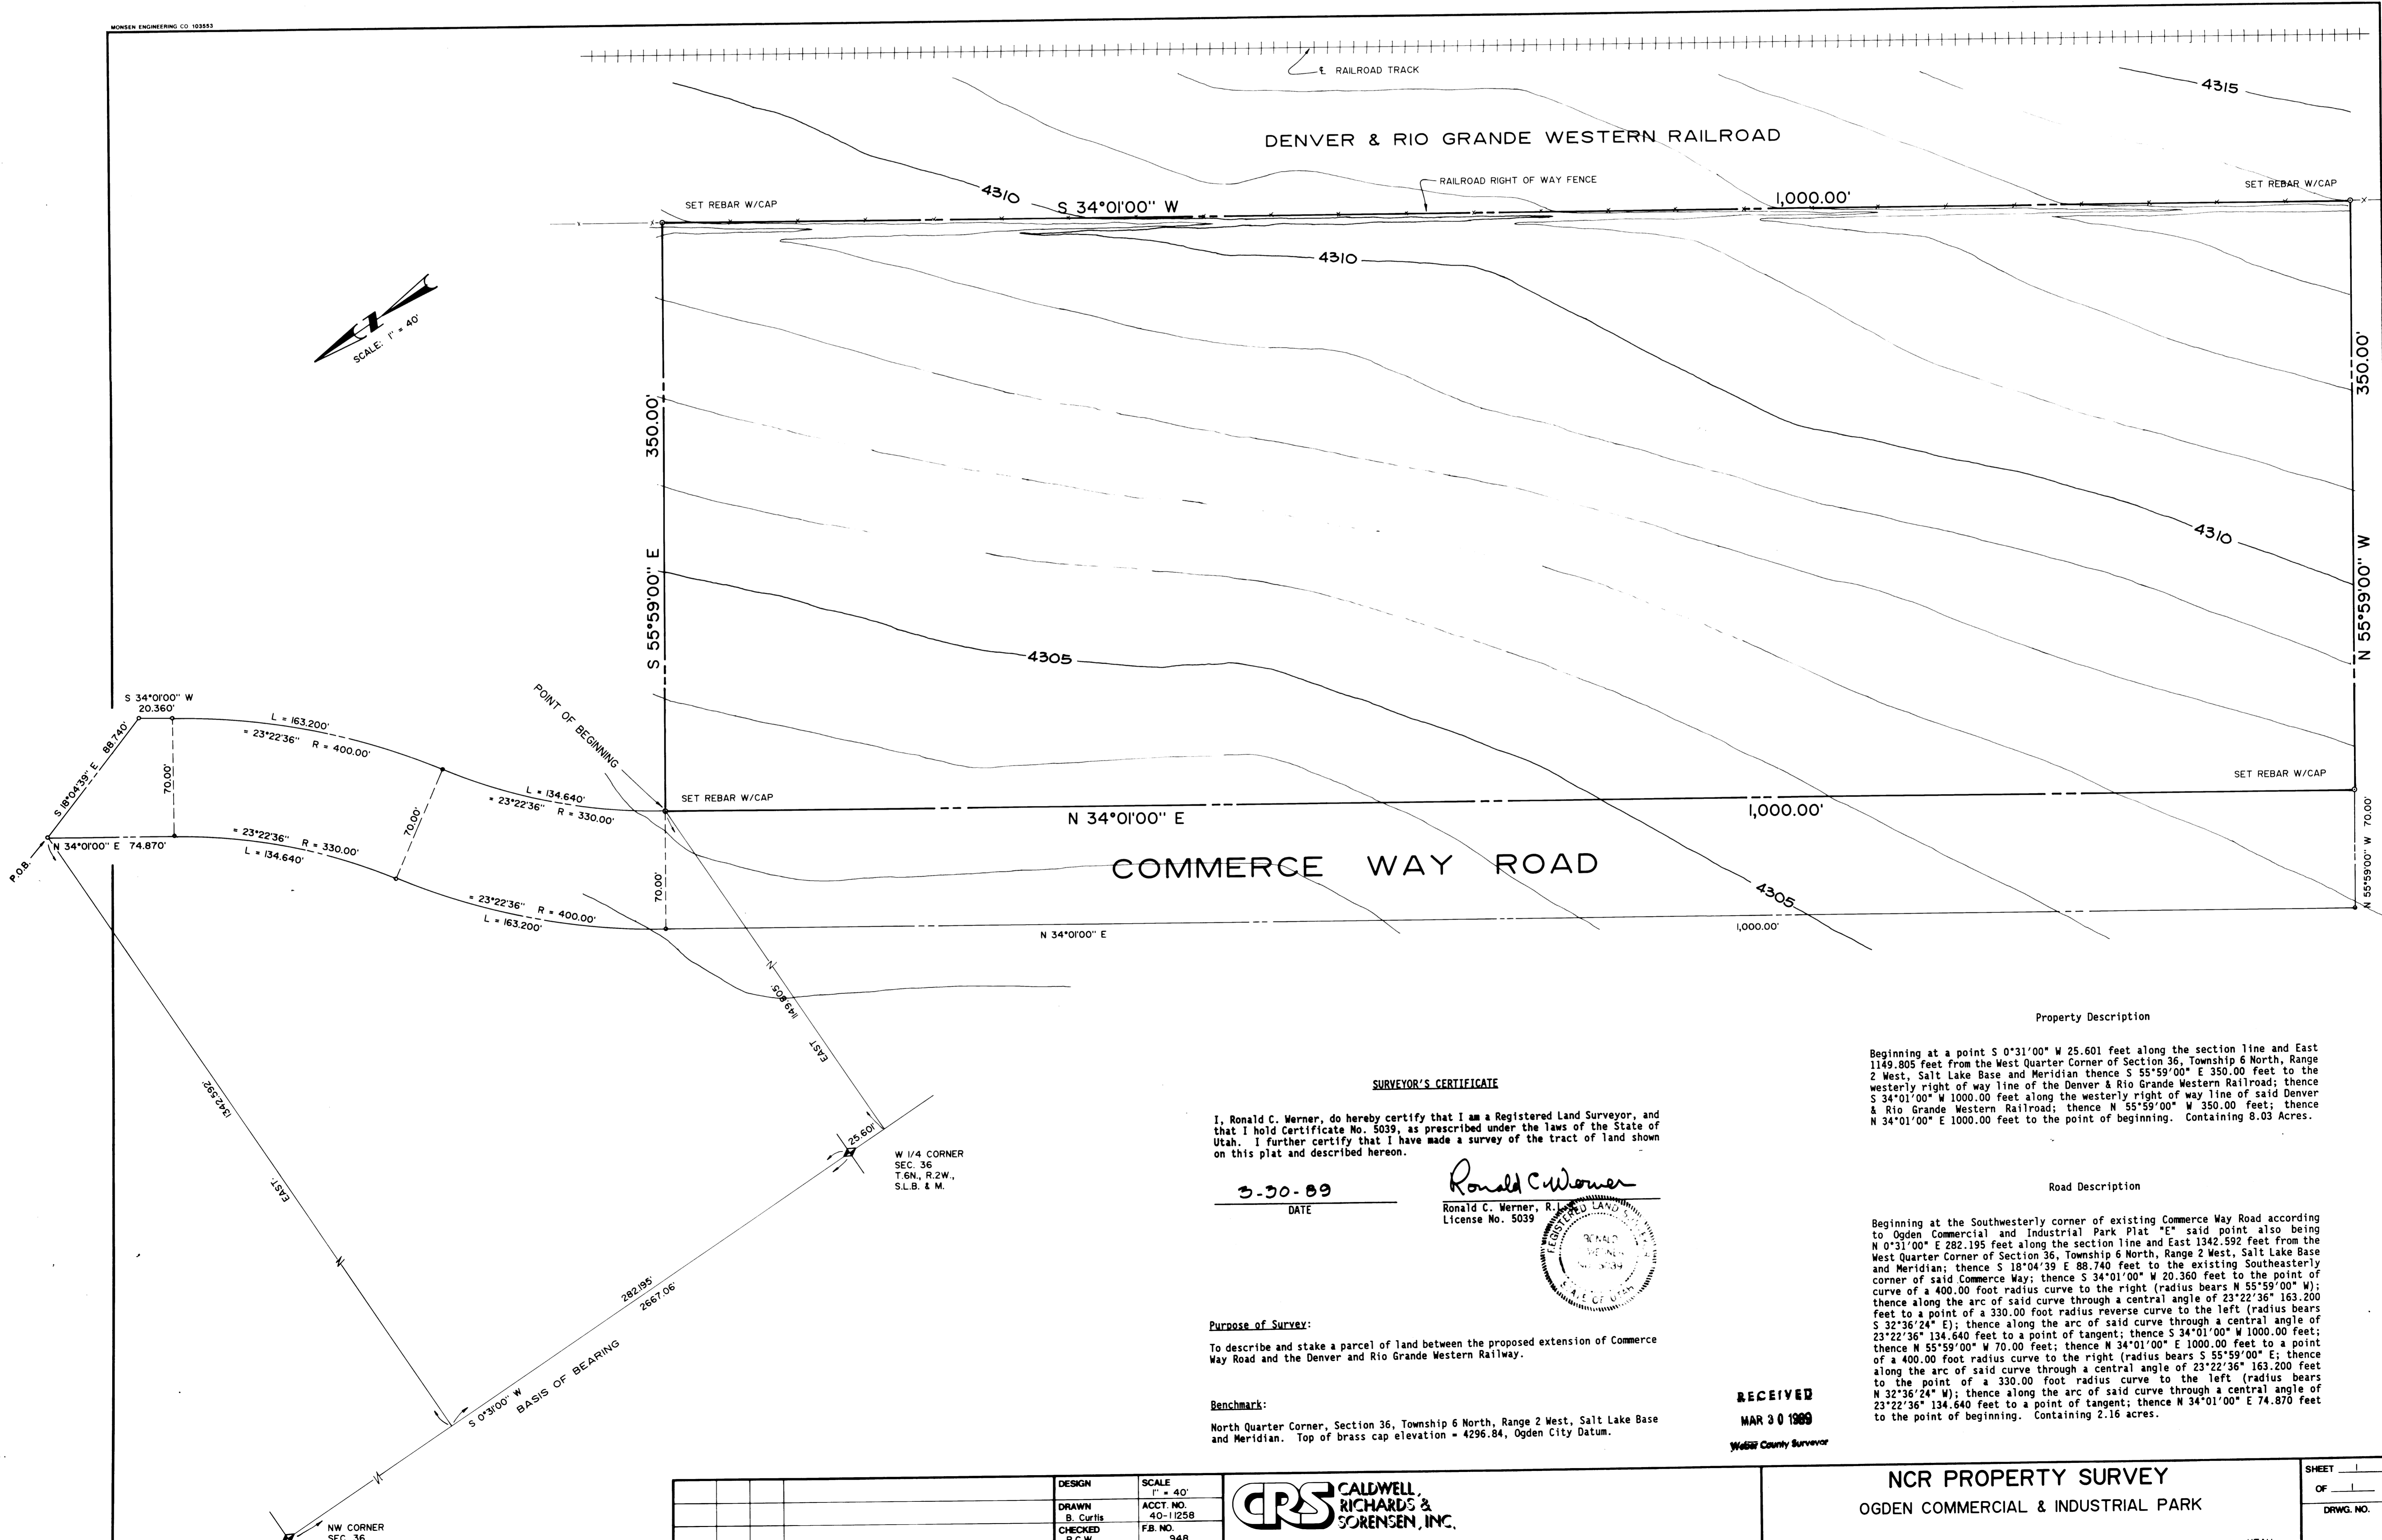 MONSEN ENGINEERING CO 103553
℄ RAILROAD TRACK
4315
DENVER & RIO GRANDE WESTERN RAILROAD
RAILROAD RIGHT OF WAY FENCE
4310
SET REBAR W/CAP
S 34°01'00" W
1,000.00'
SET REBAR W/CAP
4310
SCALE: 1" = 40'
350.00'
S 55°59'00" E
350.00'
N 55°59'00" W
4310
4305
S 34°01'00" W
20.360'
L = 163.200'
= 23°22'36" R = 400.00'
S 18°04'39" E 88.740'
70.00'
POINT OF BEGINNING
L = 134.640'
= 23°22'36" R = 330.00'
SET REBAR W/CAP
SET REBAR W/CAP
N 34°01'00" E
1,000.00'
P.O.B.
N 34°01'00" E 74.870'
= 23°22'36" R = 330.00'
L = 134.640'
70.00'
COMMERCE WAY ROAD
4305
N 55°59'00" W 70.00'
70.00'
= 23°22'36" R = 400.00'
L = 163.200'
N 34°01'00" E
1,000.00'
1149.805'
EAST
1342.592'
EAST
25.601'
W 1/4 CORNER
SEC. 36
T.6N., R.2W.,
S.L.B. & M.
282.195'
2667.06'
S 0°31'00" W
BASIS OF BEARING
NW CORNER
SEC. 36
SURVEYOR'S CERTIFICATE
I, Ronald C. Werner, do hereby certify that I am a Registered Land Surveyor, and
that I hold Certificate No. 5039, as prescribed under the laws of the State of
Utah. I further certify that I have made a survey of the tract of land shown
on this plat and described hereon.
3-30-89
DATE
Ronald C. Werner
Ronald C. Werner, R.L.S.
License No. 5039
REGISTERED LAND SURVEYOR
RONALD
WERNER
NO. 5039
STATE OF UTAH
Purpose of Survey:
To describe and stake a parcel of land between the proposed extension of Commerce
Way Road and the Denver and Rio Grande Western Railway.
Benchmark:
North Quarter Corner, Section 36, Township 6 North, Range 2 West, Salt Lake Base
and Meridian. Top of brass cap elevation = 4296.84, Ogden City Datum.
RECEIVED
MAR 30 1989
Weber County Surveyor
Property Description
Beginning at a point S 0°31'00" W 25.601 feet along the section line and East
1149.805 feet from the West Quarter Corner of Section 36, Township 6 North, Range
2 West, Salt Lake Base and Meridian thence S 55°59'00" E 350.00 feet to the
westerly right of way line of the Denver & Rio Grande Western Railroad; thence
S 34°01'00" W 1000.00 feet along the westerly right of way line of said Denver
& Rio Grande Western Railroad; thence N 55°59'00" W 350.00 feet; thence
N 34°01'00" E 1000.00 feet to the point of beginning. Containing 8.03 Acres.
Road Description
Beginning at the Southwesterly corner of existing Commerce Way Road according
to Ogden Commercial and Industrial Park Plat "E" said point also being
N 0°31'00" E 282.195 feet along the section line and East 1342.592 feet from the
West Quarter Corner of Section 36, Township 6 North, Range 2 West, Salt Lake Base
and Meridian; thence S 18°04'39 E 88.740 feet to the existing Southeasterly
corner of said Commerce Way; thence S 34°01'00" W 20.360 feet to the point of
curve of a 400.00 foot radius curve to the right (radius bears N 55°59'00" W);
thence along the arc of said curve through a central angle of 23°22'36" 163.200
feet to a point of a 330.00 foot radius reverse curve to the left (radius bears
S 32°36'24" E); thence along the arc of said curve through a central angle of
23°22'36" 134.640 feet to a point of tangent; thence S 34°01'00" W 1000.00 feet;
thence N 55°59'00" W 70.00 feet; thence N 34°01'00" E 1000.00 feet to a point
of a 400.00 foot radius curve to the right (radius bears S 55°59'00" E; thence
along the arc of said curve through a central angle of 23°22'36" 163.200 feet
to the point of a 330.00 foot radius curve to the left (radius bears
N 32°36'24" W); thence along the arc of said curve through a central angle of
23°22'36" 134.640 feet to a point of tangent; thence N 34°01'00" E 74.870 feet
to the point of beginning. Containing 2.16 acres.
DESIGN
SCALE
1" = 40'
DRAWN
B. Curtis
ACCT. NO.
40-11258
CHECKED
R.C.W.
F.B. NO.
948
CRS
CALDWELL,
RICHARDS &
SORENSEN, INC.
NCR PROPERTY SURVEY
OGDEN COMMERCIAL & INDUSTRIAL PARK
SHEET 1
OF 1
DRWG. NO.